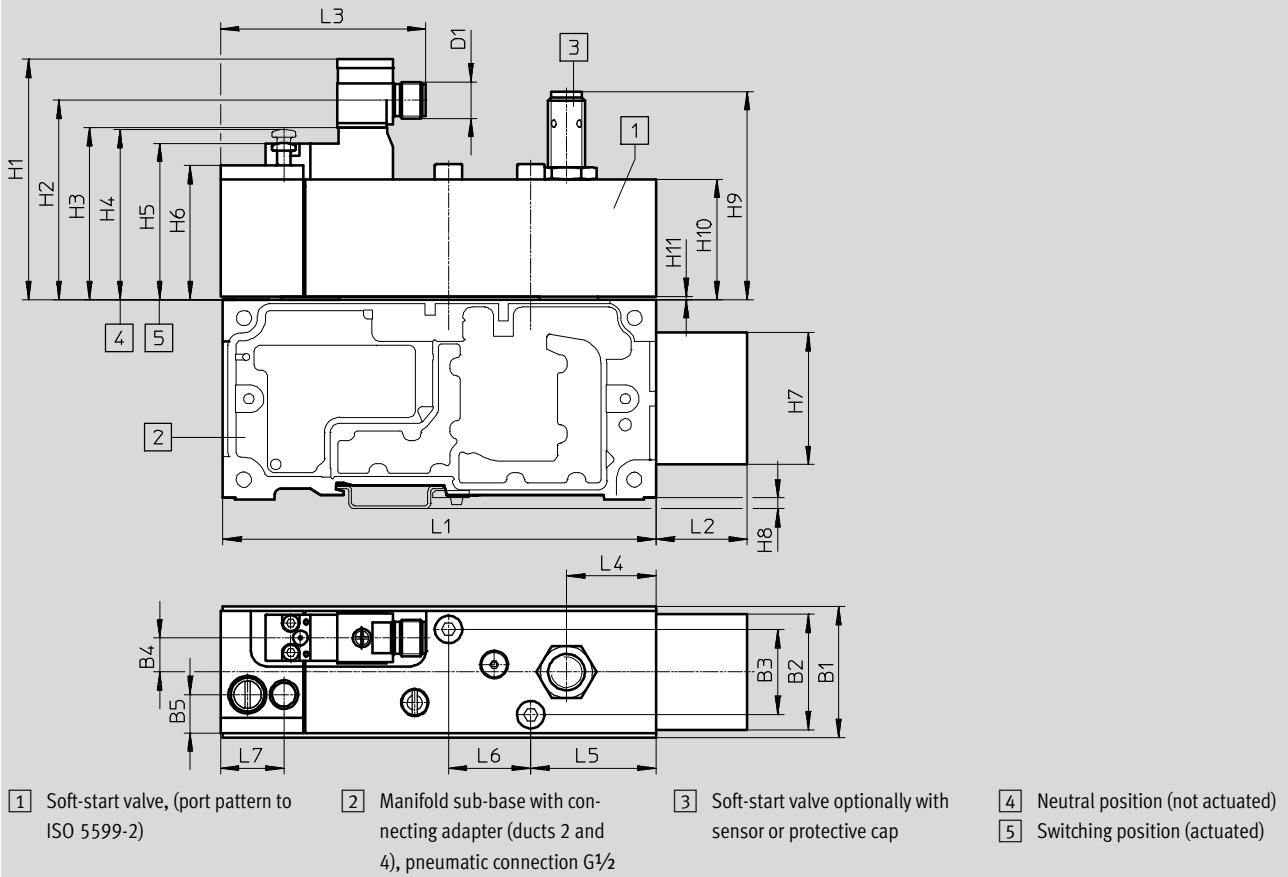 L3
D1
3
1
H1
H2
H3
H4
H5
H6
H11
H10
H9
4
5
2
H7
L1
L2
H8
L4
B4
B5
B3
B2
B1
L7
L6
L5
1 Soft-start valve, (port pattern to
ISO 5599-2)
2 Manifold sub-base with con-
necting adapter (ducts 2 and
4), pneumatic connection G½
3 Soft-start valve optionally with
sensor or protective cap
4 Neutral position (not actuated)
5 Switching position (actuated)